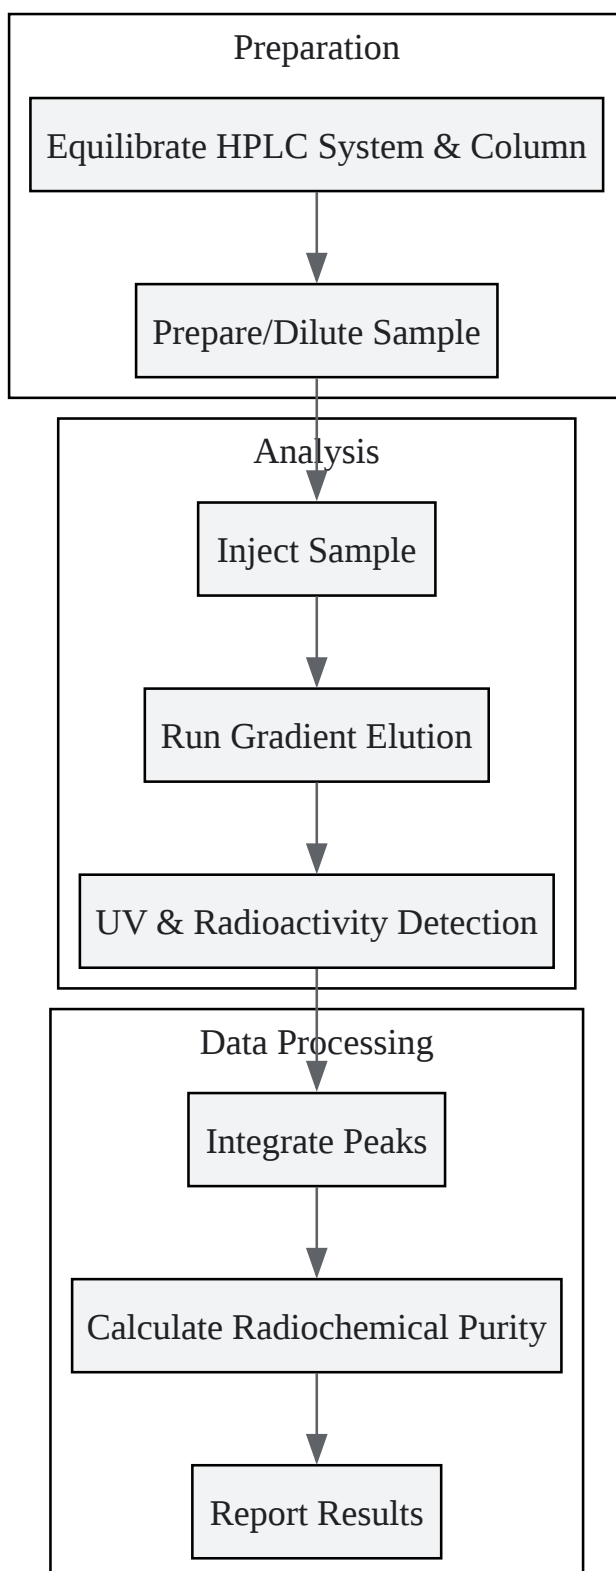 Preparation
Equilibrate HPLC System & Column
Prepare/Dilute Sample
Analysis
Inject Sample
Run Gradient Elution
UV & Radioactivity Detection
Data Processing
Integrate Peaks
Calculate Radiochemical Purity
Report Results